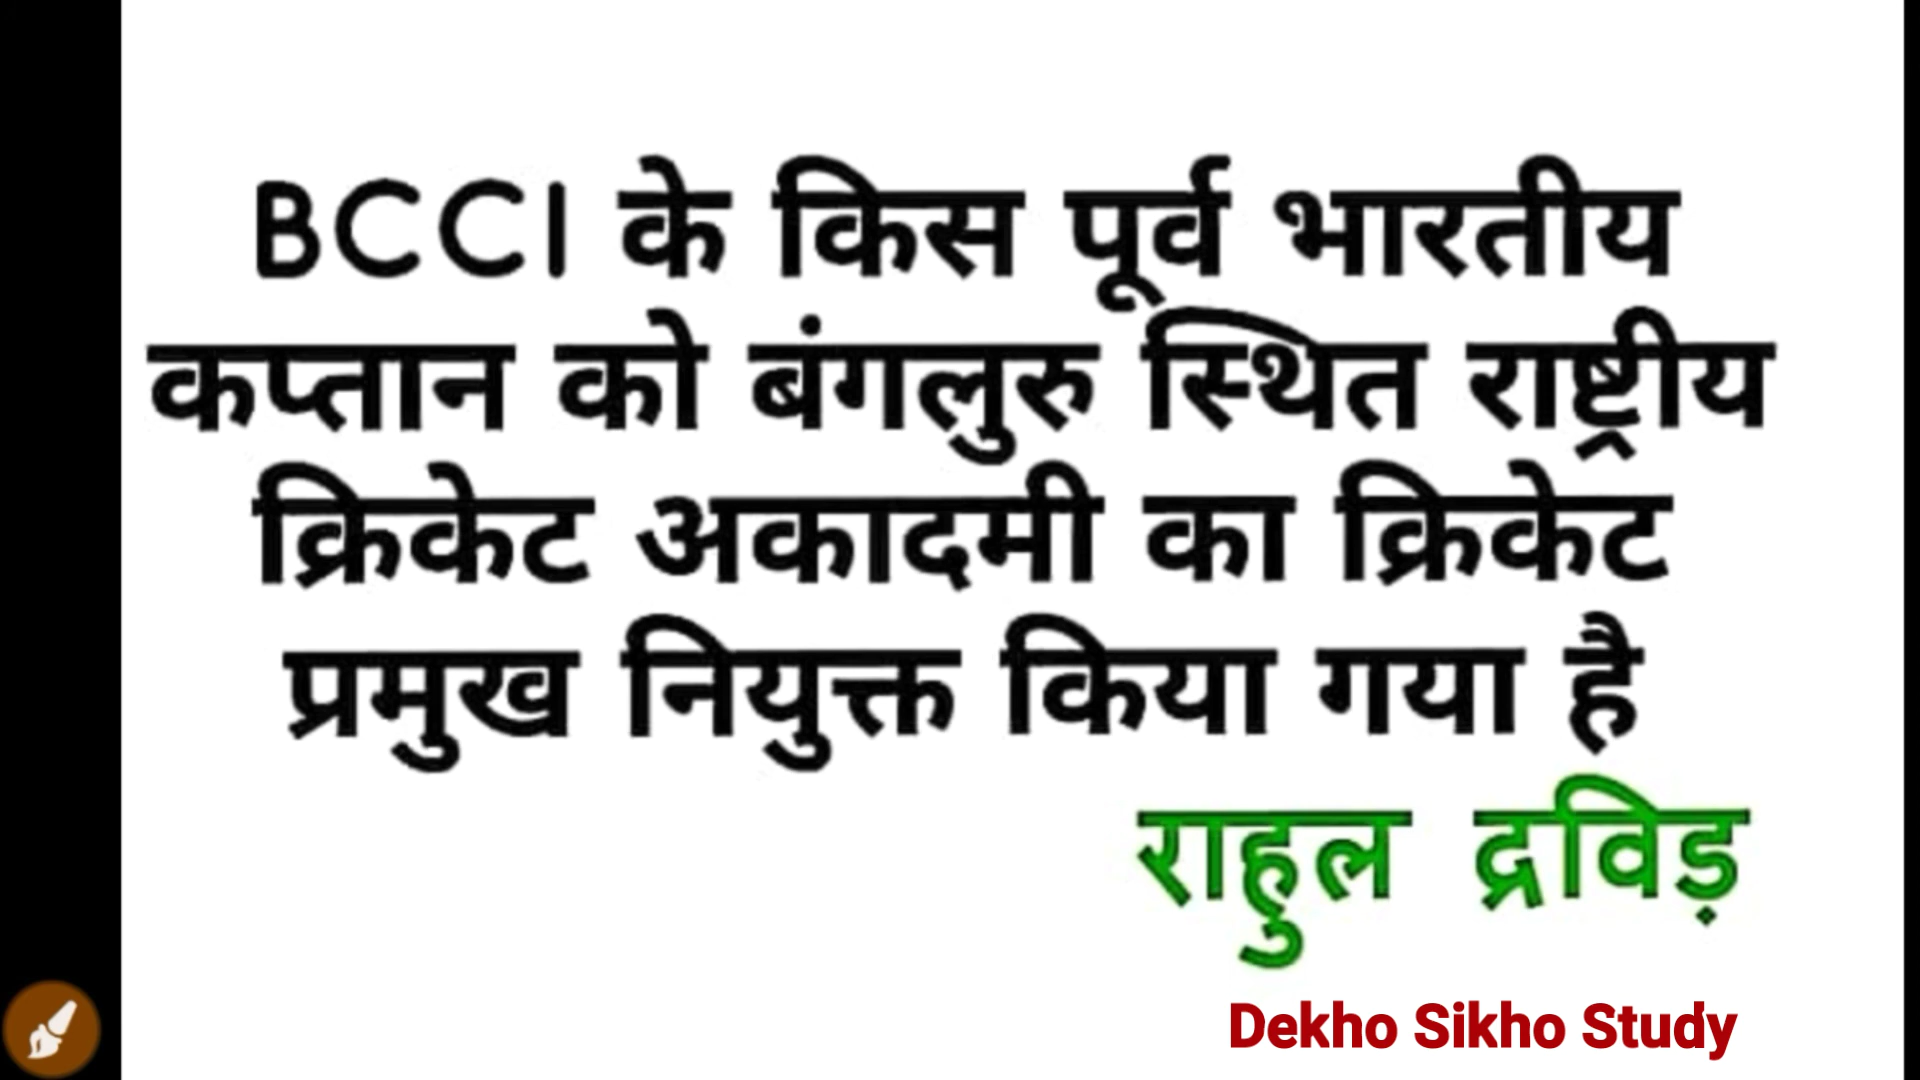 BCCI के किस पूर्व भारतीय
कप्तान को बंगलुरु स्थित राष्ट्रीय
क्रिकेट अकादमी का क्रिकेट
प्रमुख नियुक्त किया गया है
राहुल द्रविड़
Dekho Sikho Study